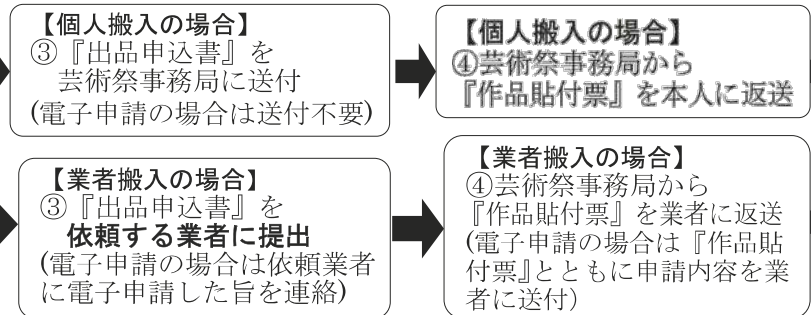 【個人搬入の場合】
③『出品申込書』を
芸術祭事務局に送付
(電子申請の場合は送付不要)
【個人搬入の場合】
④芸術祭事務局から
『作品貼付票』を本人に返送
【業者搬入の場合】
③『出品申込書』を
依頼する業者に提出
(電子申請の場合は依頼業者
に電子申請した旨を連絡)
【業者搬入の場合】
④芸術祭事務局から
『作品貼付票』を業者に返送
(電子申請の場合は『作品貼
付票』とともに申請内容を業
者に送付）